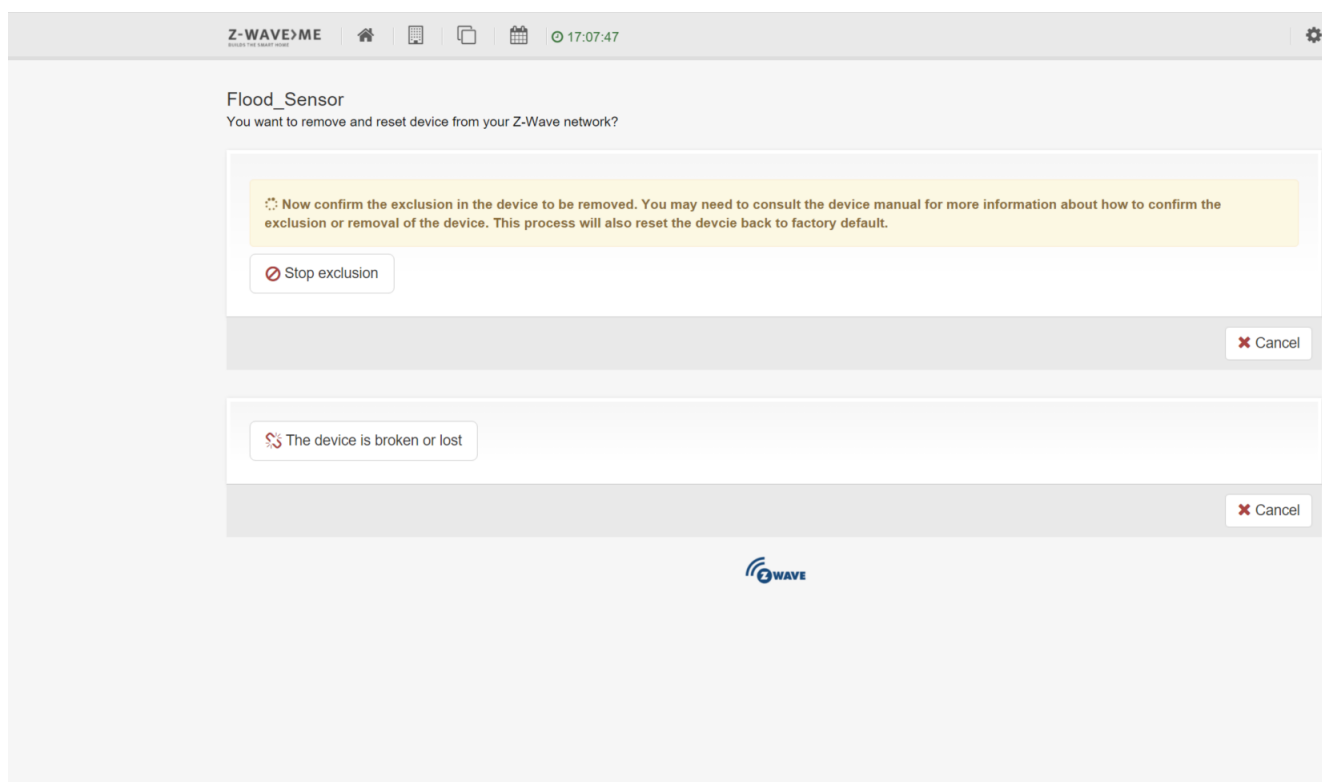 Z-WAVE>ME
BUILDS THE SMART HOME
17:07:47
Flood_Sensor
You want to remove and reset device from your Z-Wave network?
Now confirm the exclusion in the device to be removed. You may need to consult the device manual for more information about how to confirm the
exclusion or removal of the device. This process will also reset the devcie back to factory default.
Stop exclusion
Cancel
The device is broken or lost
Cancel
Z WAVE